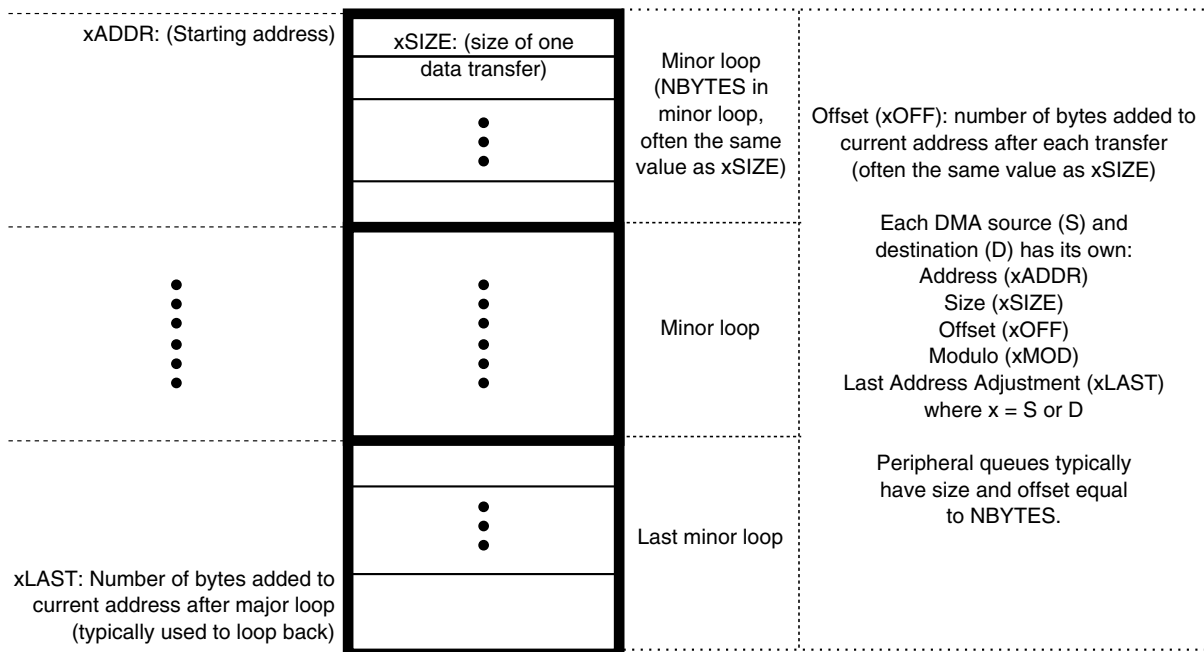 xADDR: (Starting address)
xSIZE: (size of one
data transfer)
Minor loop
(NBYTES in
minor loop,
often the same
value as xSIZE)
Offset (xOFF): number of bytes added to
current address after each transfer
(often the same value as xSIZE)
Each DMA source (S) and
destination (D) has its own:
Address (xADDR)
Size (xSIZE)
Offset (xOFF)
Modulo (xMOD)
Last Address Adjustment (xLAST)
where x = S or D
Peripheral queues typically
have size and offset equal
to NBYTES.
Minor loop
Last minor loop
xLAST: Number of bytes added to
current address after major loop
(typically used to loop back)